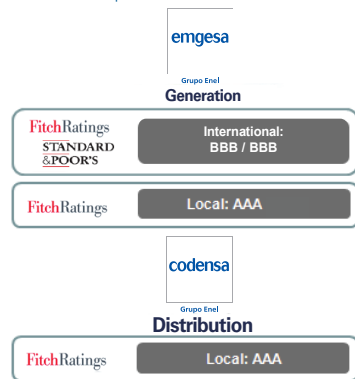 emgesa
Grupo Enel
Generation
FitchRatings
STANDARD
&POOR'S
International:
BBB / BBB
FitchRatings
Local: AAA
codensa
Grupo Enel
Distribution
FitchRatings
Local: AAA